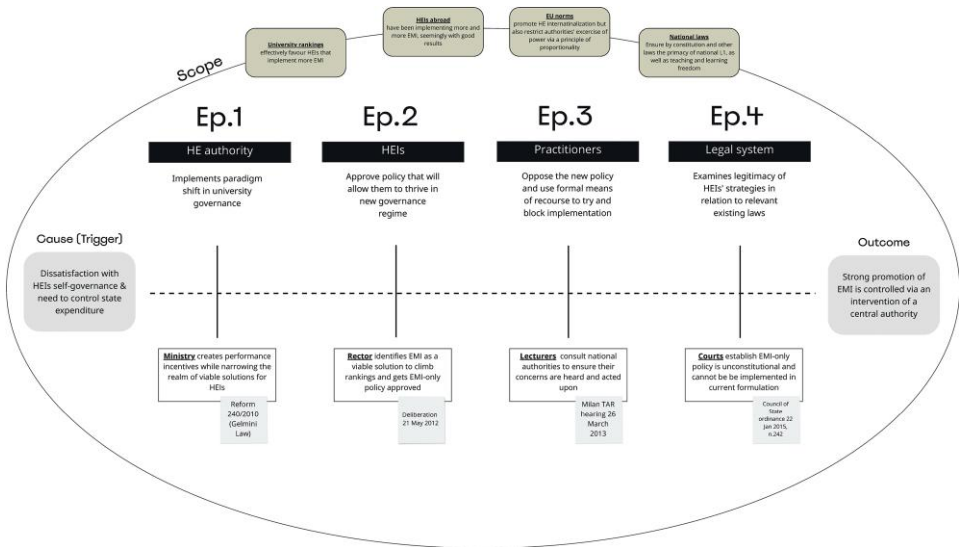 University rankings
effectively favour HEIs that
implement more EMI
HEIs abroad
have been implementing more and
more EMI, seemingly with good
results
EU norms
promote HE internatinalization but
also restrict authorities' excercise of
power via a principle of
proportionality
National laws
Ensure by constitution and other
laws the primacy of national L1, as
well as teaching and learning
freedom
Scope
Ep.1
Ep.2
Ep.3
Ep.4
HE authority
HEIs
Practitioners
Legal system
Implements paradigm
shift in university
governance
Approve policy that will
allow them to thrive in
new governance
regime
Oppose the new policy
and use formal means
of recourse to try and
block implementation
Examines legitimacy of
HEIs' strategies in
relation to relevant
existing laws
Cause (Trigger)
Dissatisfaction with
HEIs self-governance &
need to control state
expenditure
Outcome
Strong promotion of
EMI is controlled via an
intervention of a
central authority
Ministry creates performance
incentives while narrowing the
realm of viable solutions for
HEIs
Reform
240/2010
(Gelmini
Law)
Rector identifies EMI as a
viable solution to climb
rankings and gets EMI-only
policy approved
Deliberation
21 May 2012
Lecturers consult national
authorities to ensure their
concerns are heard and acted
upon
Milan TAR
hearing 26
March
2013
Courts establish EMI-only
policy is unconstitutional and
cannot be be implemented in
current formulation
Council of
State
ordinance 22
Jan 2015,
n.242